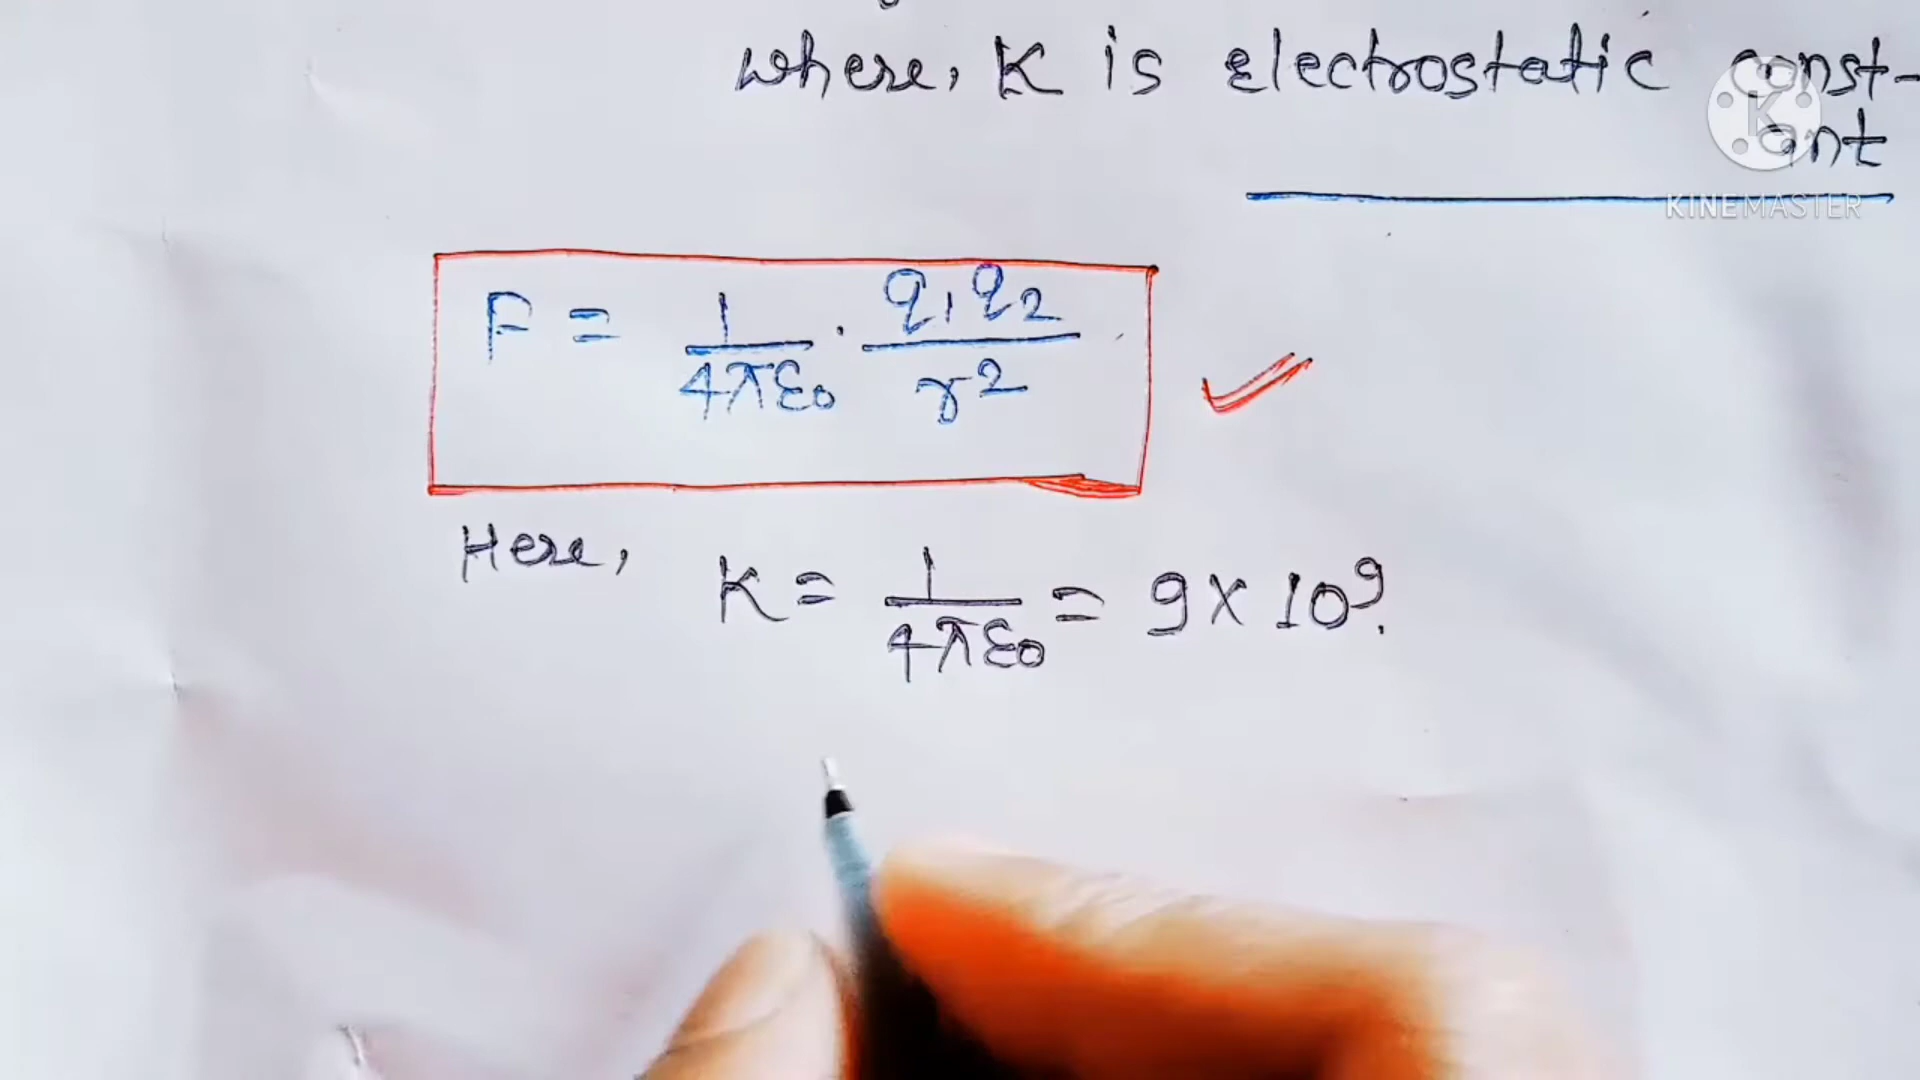 where, K is electrostatic const-
ant
KINEMASTER
F = 1/4πε₀ · q₁q₂/r²
Here, K = 1/4πε₀ = 9 x 10⁹.